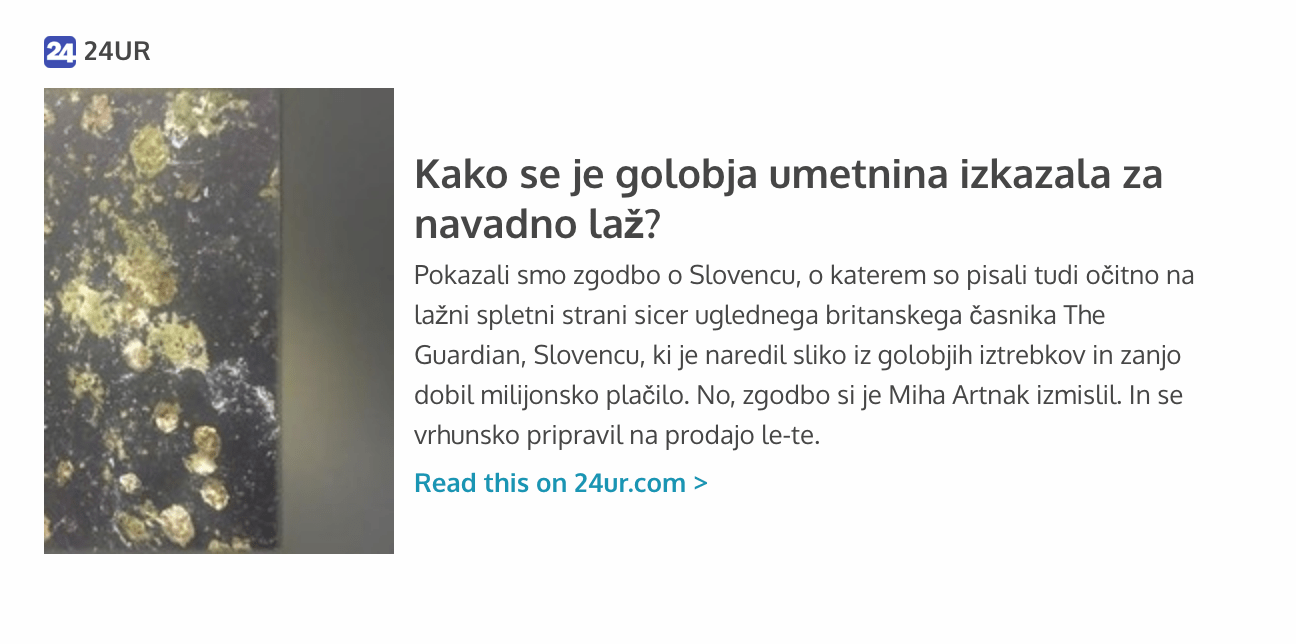 24 24UR
Kako se je golobja umetnina izkazala za
navadno laž?
Pokazali smo zgodbo o Slovencu, o katerem so pisali tudi očitno na
lažni spletni strani sicer uglednega britanskega časnika The
Guardian, Slovencu, ki je naredil sliko iz golobjih iztrebkov in zanjo
dobil milijonsko plačilo. No, zgodbo si je Miha Artnak izmislil. In se
vrhunsko pripravil na prodajo le-te.
Read this on 24ur.com >